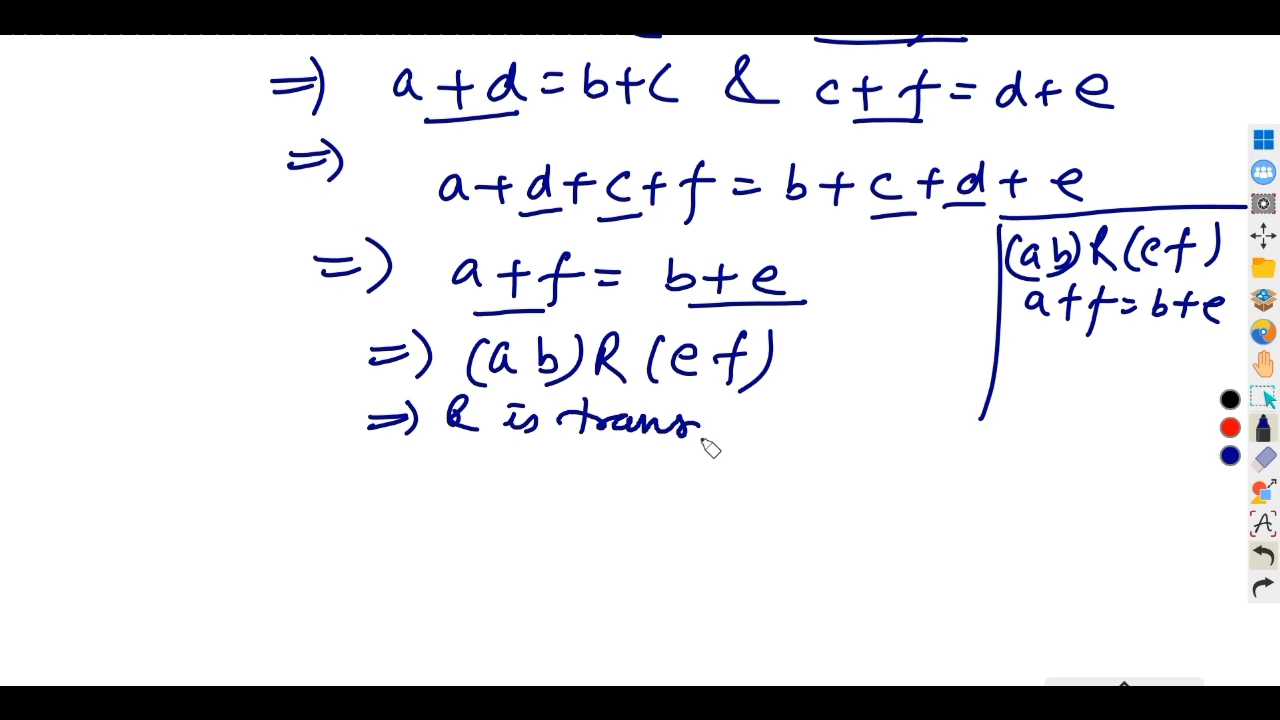 => a+d=b+c & c+f=d+e
=> a+d+c+f=b+c+d+e
=> a+f=b+e
=> (a b)R(e f)
=> R is trans
(a b)R(e f)
a+f=b+e